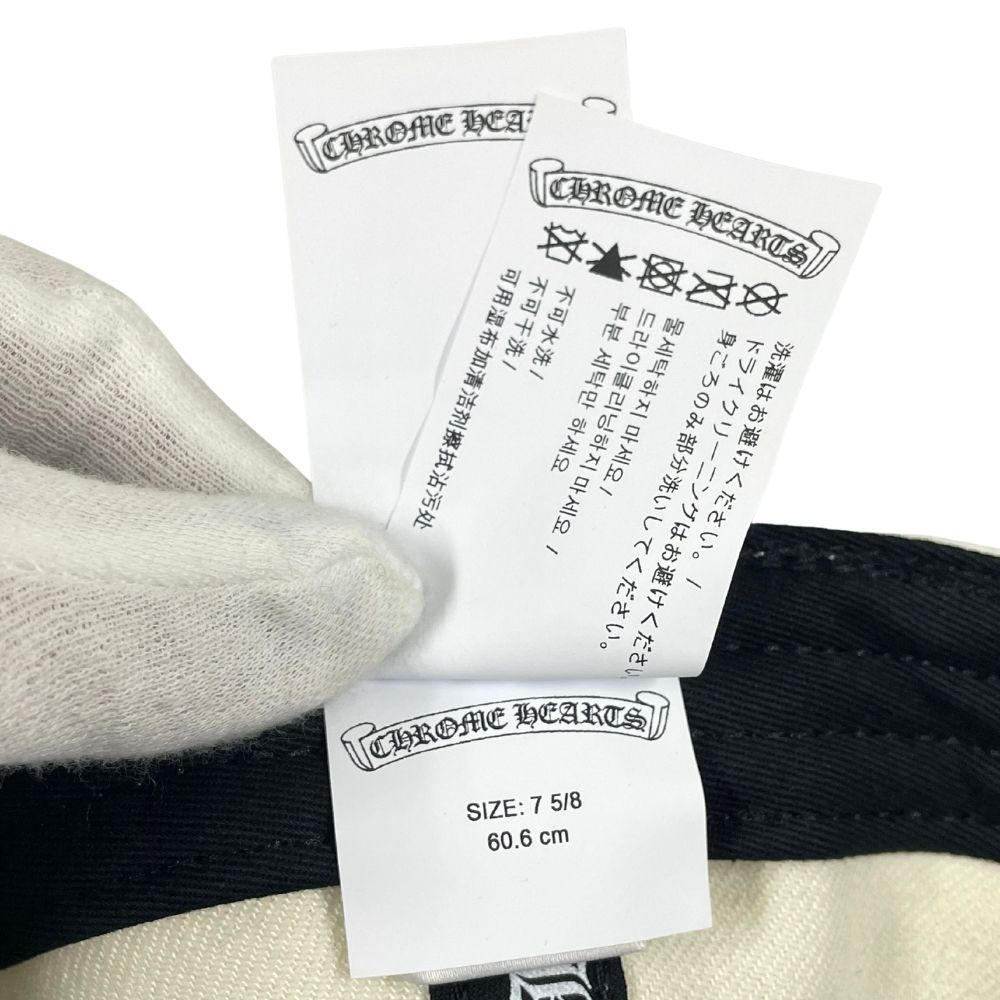 CHROME HEA
CHROME HEARTS
洗濯はお避けください。/
ドライクリーニングはお避けください
身ごろのみ部分洗いしてください。
물세탁하지 마세요/
드라이클리닝하지 마세요 /
부분 세탁만 하세요
不可水洗/
不可干洗/
可用湿布加清洁剂擦拭沾污处
CHROME HEARTS
SIZE: 7 5/8
60.6 cm